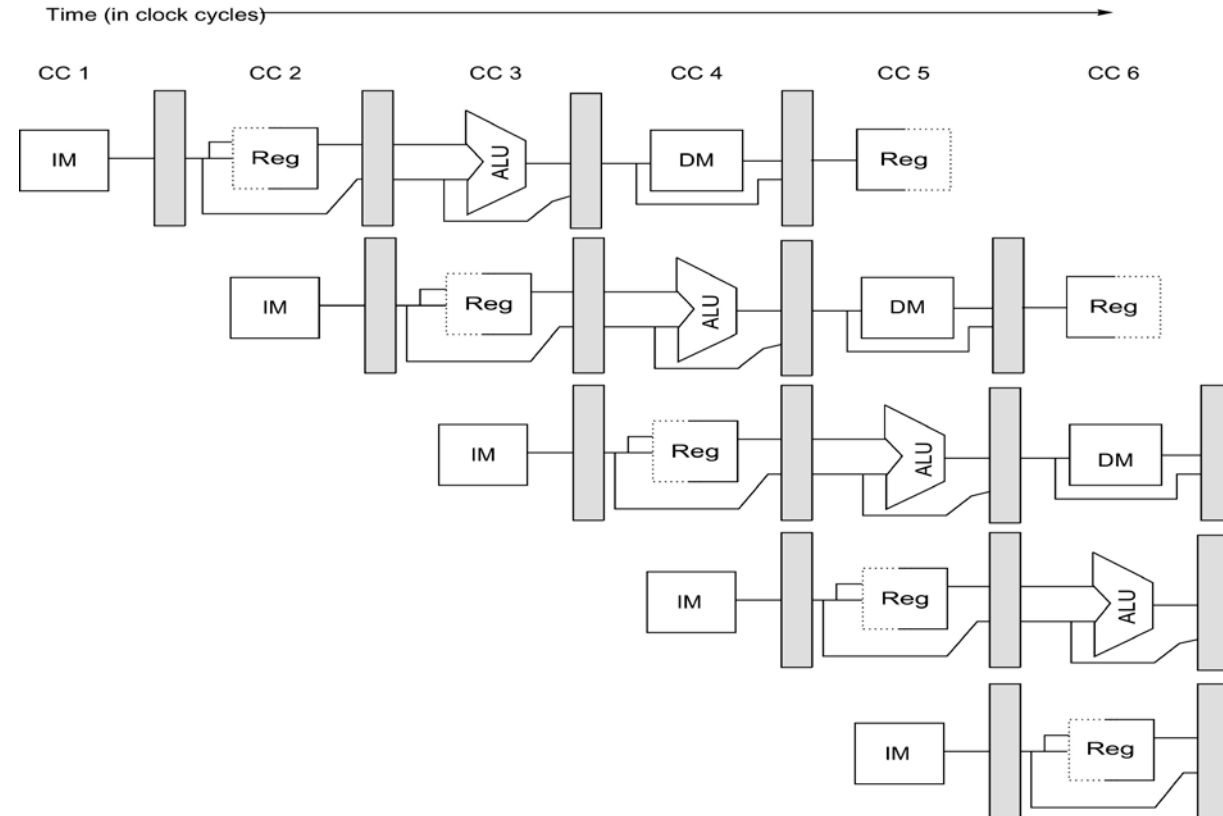 Time (in clock cycles)
CC 1 CC 2 CC 3 CC 4 CC 5 CC 6
IM Reg ALU DM Reg
IM Reg ALU DM Reg
IM Reg ALU DM
IM Reg ALU
IM Reg